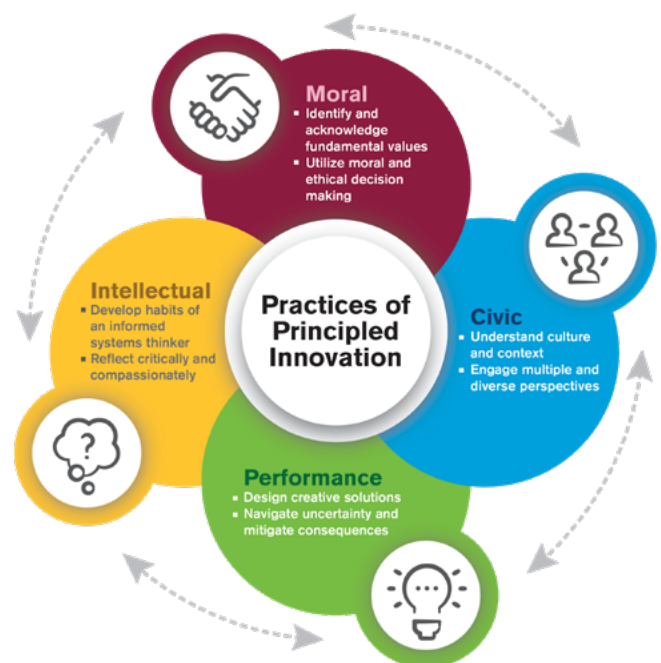 Moral
▪ Identify and
acknowledge
fundamental values
▪ Utilize moral and
ethical decision
making
Practices of
Principled
Innovation
Civic
▪ Understand culture
and context
▪ Engage multiple and
diverse perspectives
Performance
▪ Design creative solutions
▪ Navigate uncertainty and
mitigate consequences
Intellectual
▪ Develop habits of
an informed
systems thinker
▪ Reflect critically and
compassionately
?